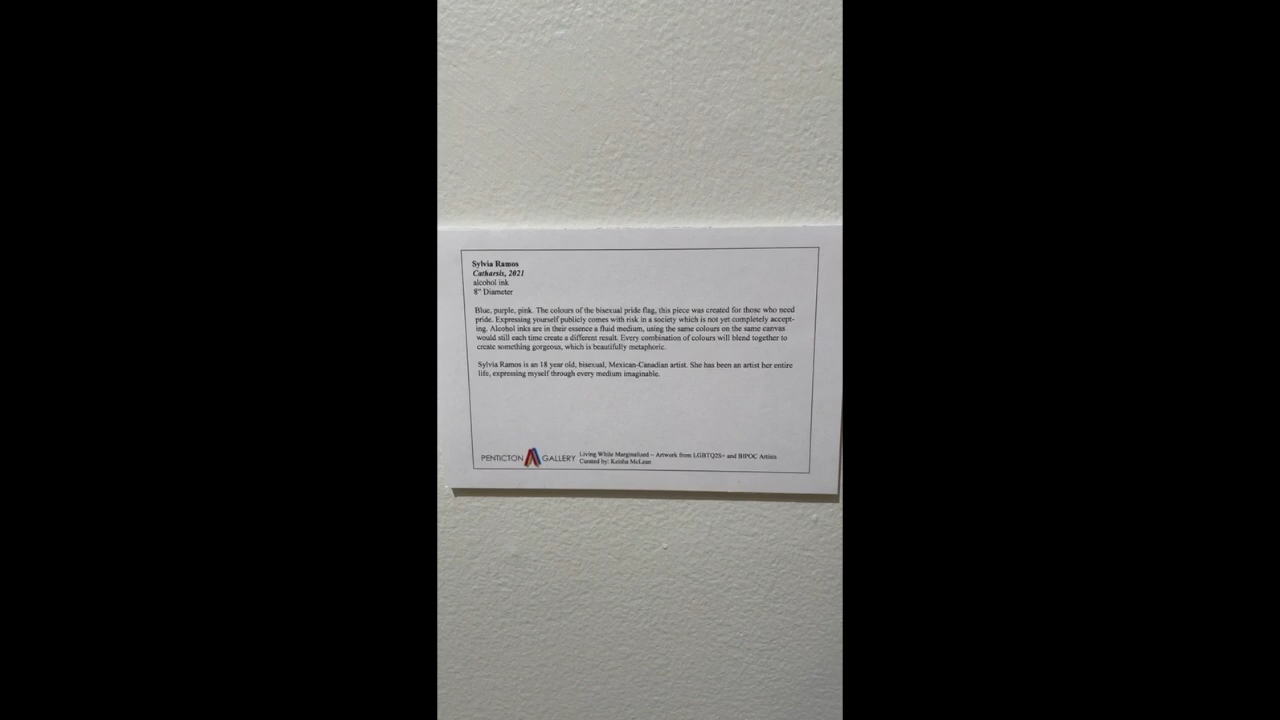 Sylvia Ramos
Catharsis, 2021
alcohol ink
8" Diameter
Blue, purple, pink. The colours of the bisexual pride flag, this piece was created for those who need
pride. Expressing yourself publicly comes with risk in a society which is not yet completely accept-
ing. Alcohol inks are in their essence a fluid medium, using the same colours on the same canvas
would still each time create a different result. Every combination of colours will blend together to
create something gorgeous, which is beautifully metaphoric.
Sylvia Ramos is an 18 year old, bisexual, Mexican-Canadian artist. She has been an artist her entire
life, expressing myself through every medium imaginable.
PENTICTON GALLERY
Living While Marginalized ~ Artwork from LGBTQ2S+ and BIPOC Artists
Curated by: Keisha McLean